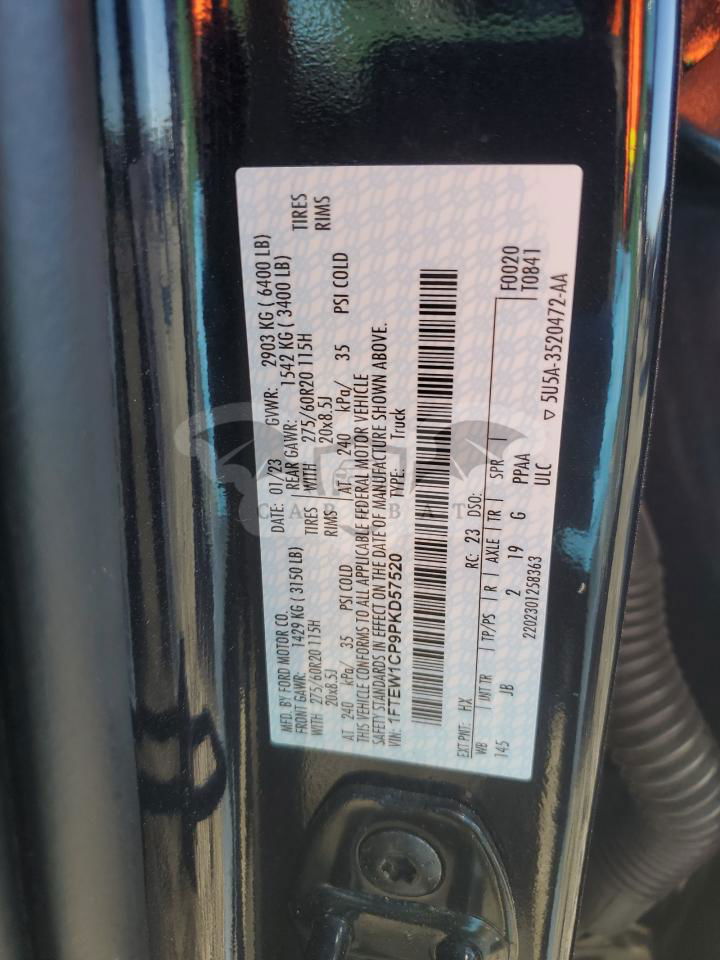 MFD. BY FORD MOTOR CO. DATE: 01/23 GVWR: 2903 KG ( 6400 LB)
FRONT GAWR: 1429 KG ( 3150 LB) REAR GAWR: 1542 KG ( 3400 LB)
WITH 275/60R20 115H TIRES WITH 275/60R20 115H TIRES
20x8.5J RIMS 20x8.5J RIMS
AT 240 kPa/ 35 PSI COLD AT 240 kPa/ 35 PSI COLD
THIS VEHICLE CONFORMS TO ALL APPLICABLE FEDERAL MOTOR VEHICLE
SAFETY STANDARDS IN EFFECT ON THE DATE OF MANUFACTURE SHOWN ABOVE.
VIN: 1FTEW1CP9PKD57520 TYPE: Truck
EXT PNT: HX RC: 23 DSO: F0020
WB INT TR TP/PS R AXLE TR SPR T0841
145 JB 2 19 G PPAA
2202301258363 ULC ▽ 5U5A-3520472-AA
CAR BAT